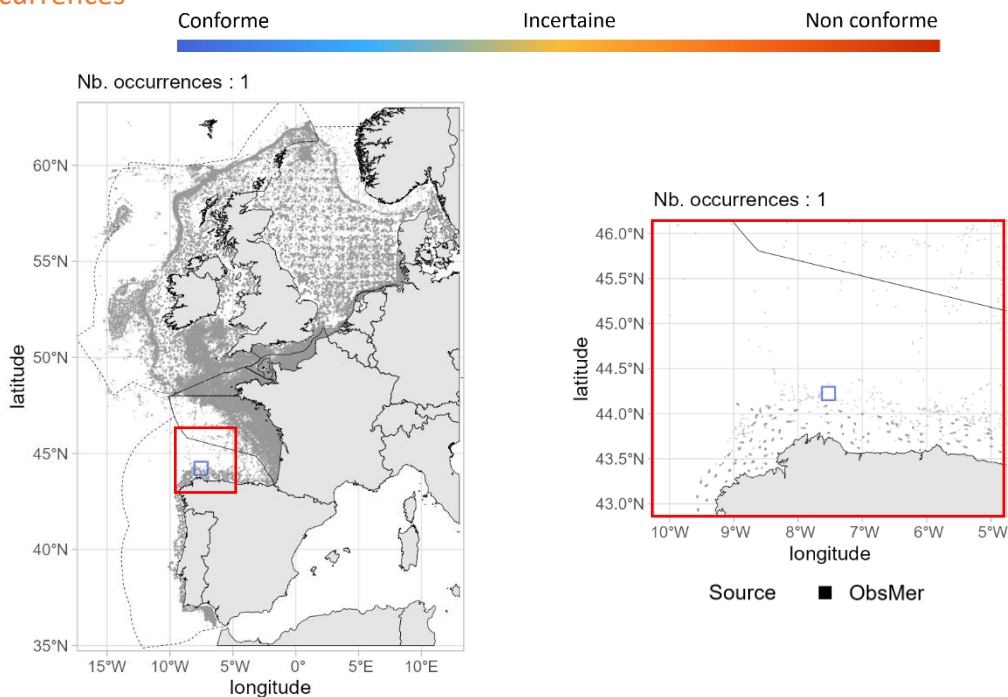 currences
Conforme Incertaine Non conforme
Nb. occurrences : 1
60°N
55°N
50°N
45°N
40°N
35°N
latitude
15°W 10°W 5°W 0° 5°E 10°E
longitude
Nb. occurrences : 1
46.0°N
45.5°N
45.0°N
44.5°N
44.0°N
43.5°N
43.0°N
latitude
10°W 9°W 8°W 7°W 6°W 5°W
longitude
Source ObsMer